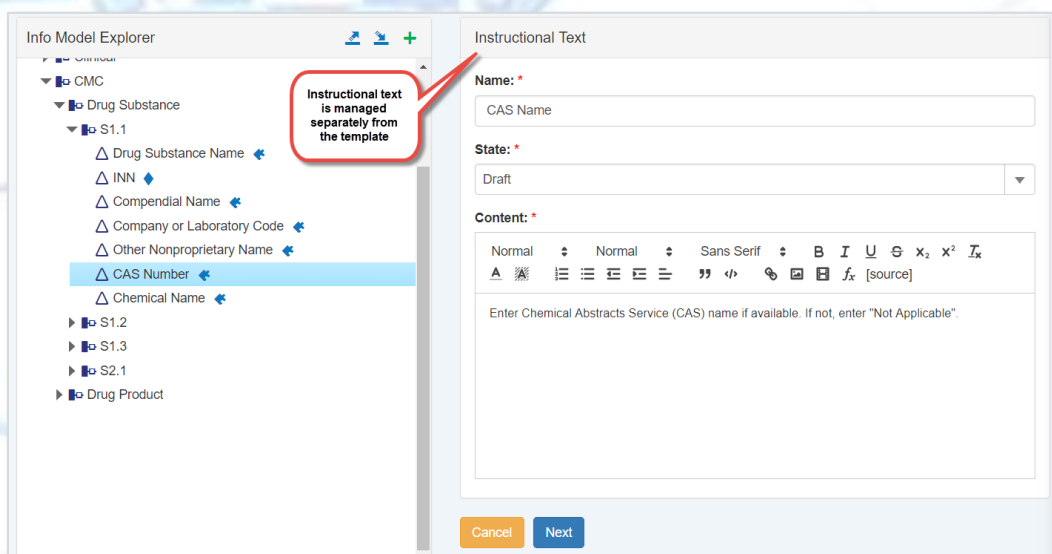 Info Model Explorer
Clinical
CMC
Drug Substance
S1.1
Drug Substance Name
INN
Compendial Name
Company or Laboratory Code
Other Nonproprietary Name
CAS Number
Chemical Name
S1.2
S1.3
S2.1
Drug Product
Instructional text
is managed
separately from
the template
Instructional Text
Name: *
CAS Name
State: *
Draft
Content: *
Normal Normal Sans Serif B I U S x₂ x² Tx
A A fx [source]
Enter Chemical Abstracts Service (CAS) name if available. If not, enter "Not Applicable".
Cancel Next